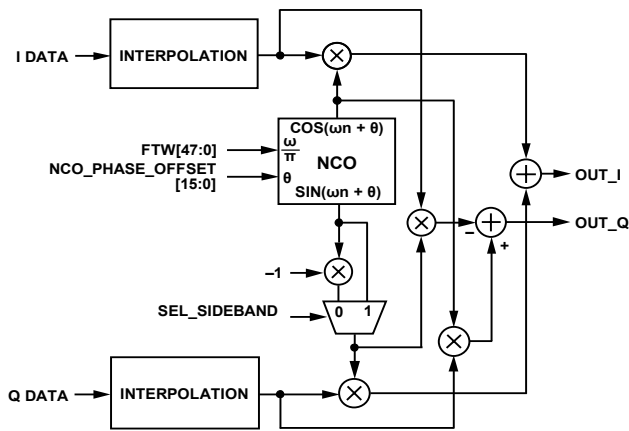 I DATA
INTERPOLATION
×
COS(ωn + θ)
FTW[47:0]
ω
π
NCO
NCO_PHASE_OFFSET
[15:0]
θ
SIN(ωn + θ)
+
OUT_I
×
–
+
OUT_Q
+
–1
×
SEL_SIDEBAND
0
1
×
Q DATA
INTERPOLATION
×